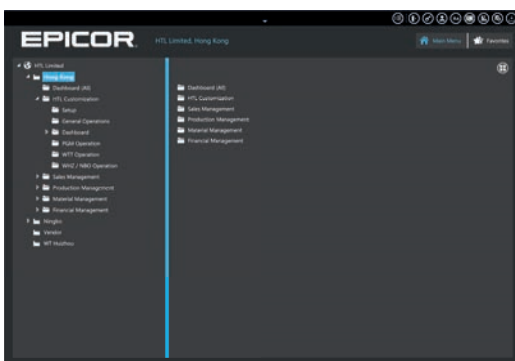 EPICOR.
HTL Limited, Hong Kong
Main Menu
Favorites
HTL Limited
Hong Kong
Dashboard (All)
HTL Customization
Setup
General Operations
Dashboard
PGM Operation
WTT Operation
WHZ / NBO Operation
Sales Management
Production Management
Material Management
Financial Management
Ningbo
Vendor
WT Huizhou
Dashboard (All)
HTL Customization
Sales Management
Production Management
Material Management
Financial Management